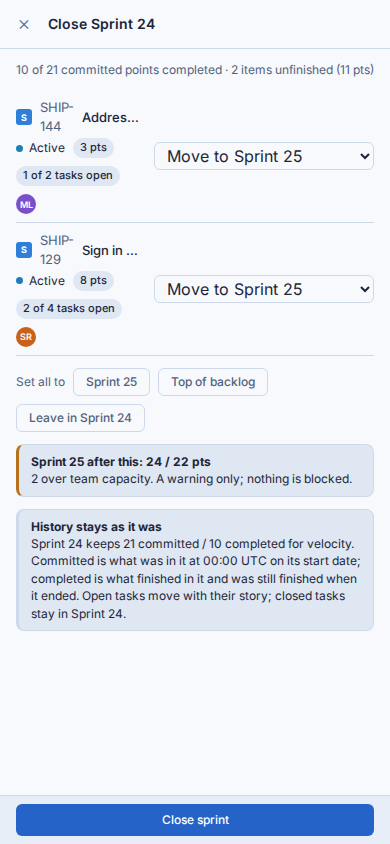 Close Sprint 24
10 of 21 committed points completed · 2 items unfinished (11 pts)
S SHIP-144 Addres...
Active 3 pts
1 of 2 tasks open
ML
Move to Sprint 25
S SHIP-129 Sign in ...
Active 8 pts
2 of 4 tasks open
SR
Move to Sprint 25
Set all to Sprint 25 Top of backlog
Leave in Sprint 24
Sprint 25 after this: 24 / 22 pts
2 over team capacity. A warning only; nothing is blocked.
History stays as it was
Sprint 24 keeps 21 committed / 10 completed for velocity.
Committed is what was in it at 00:00 UTC on its start date;
completed is what finished in it and was still finished when
it ended. Open tasks move with their story; closed tasks
stay in Sprint 24.
Close sprint